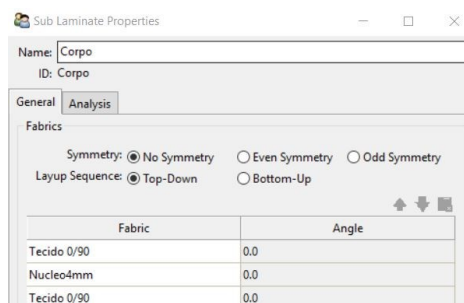 Sub Laminate Properties
Name: Corpo
ID: Corpo
General Analysis
Fabrics
Symmetry: No Symmetry Even Symmetry Odd Symmetry
Layup Sequence: Top-Down Bottom-Up
Fabric Angle
Tecido 0/90 0.0
Nucleo4mm 0.0
Tecido 0/90 0.0